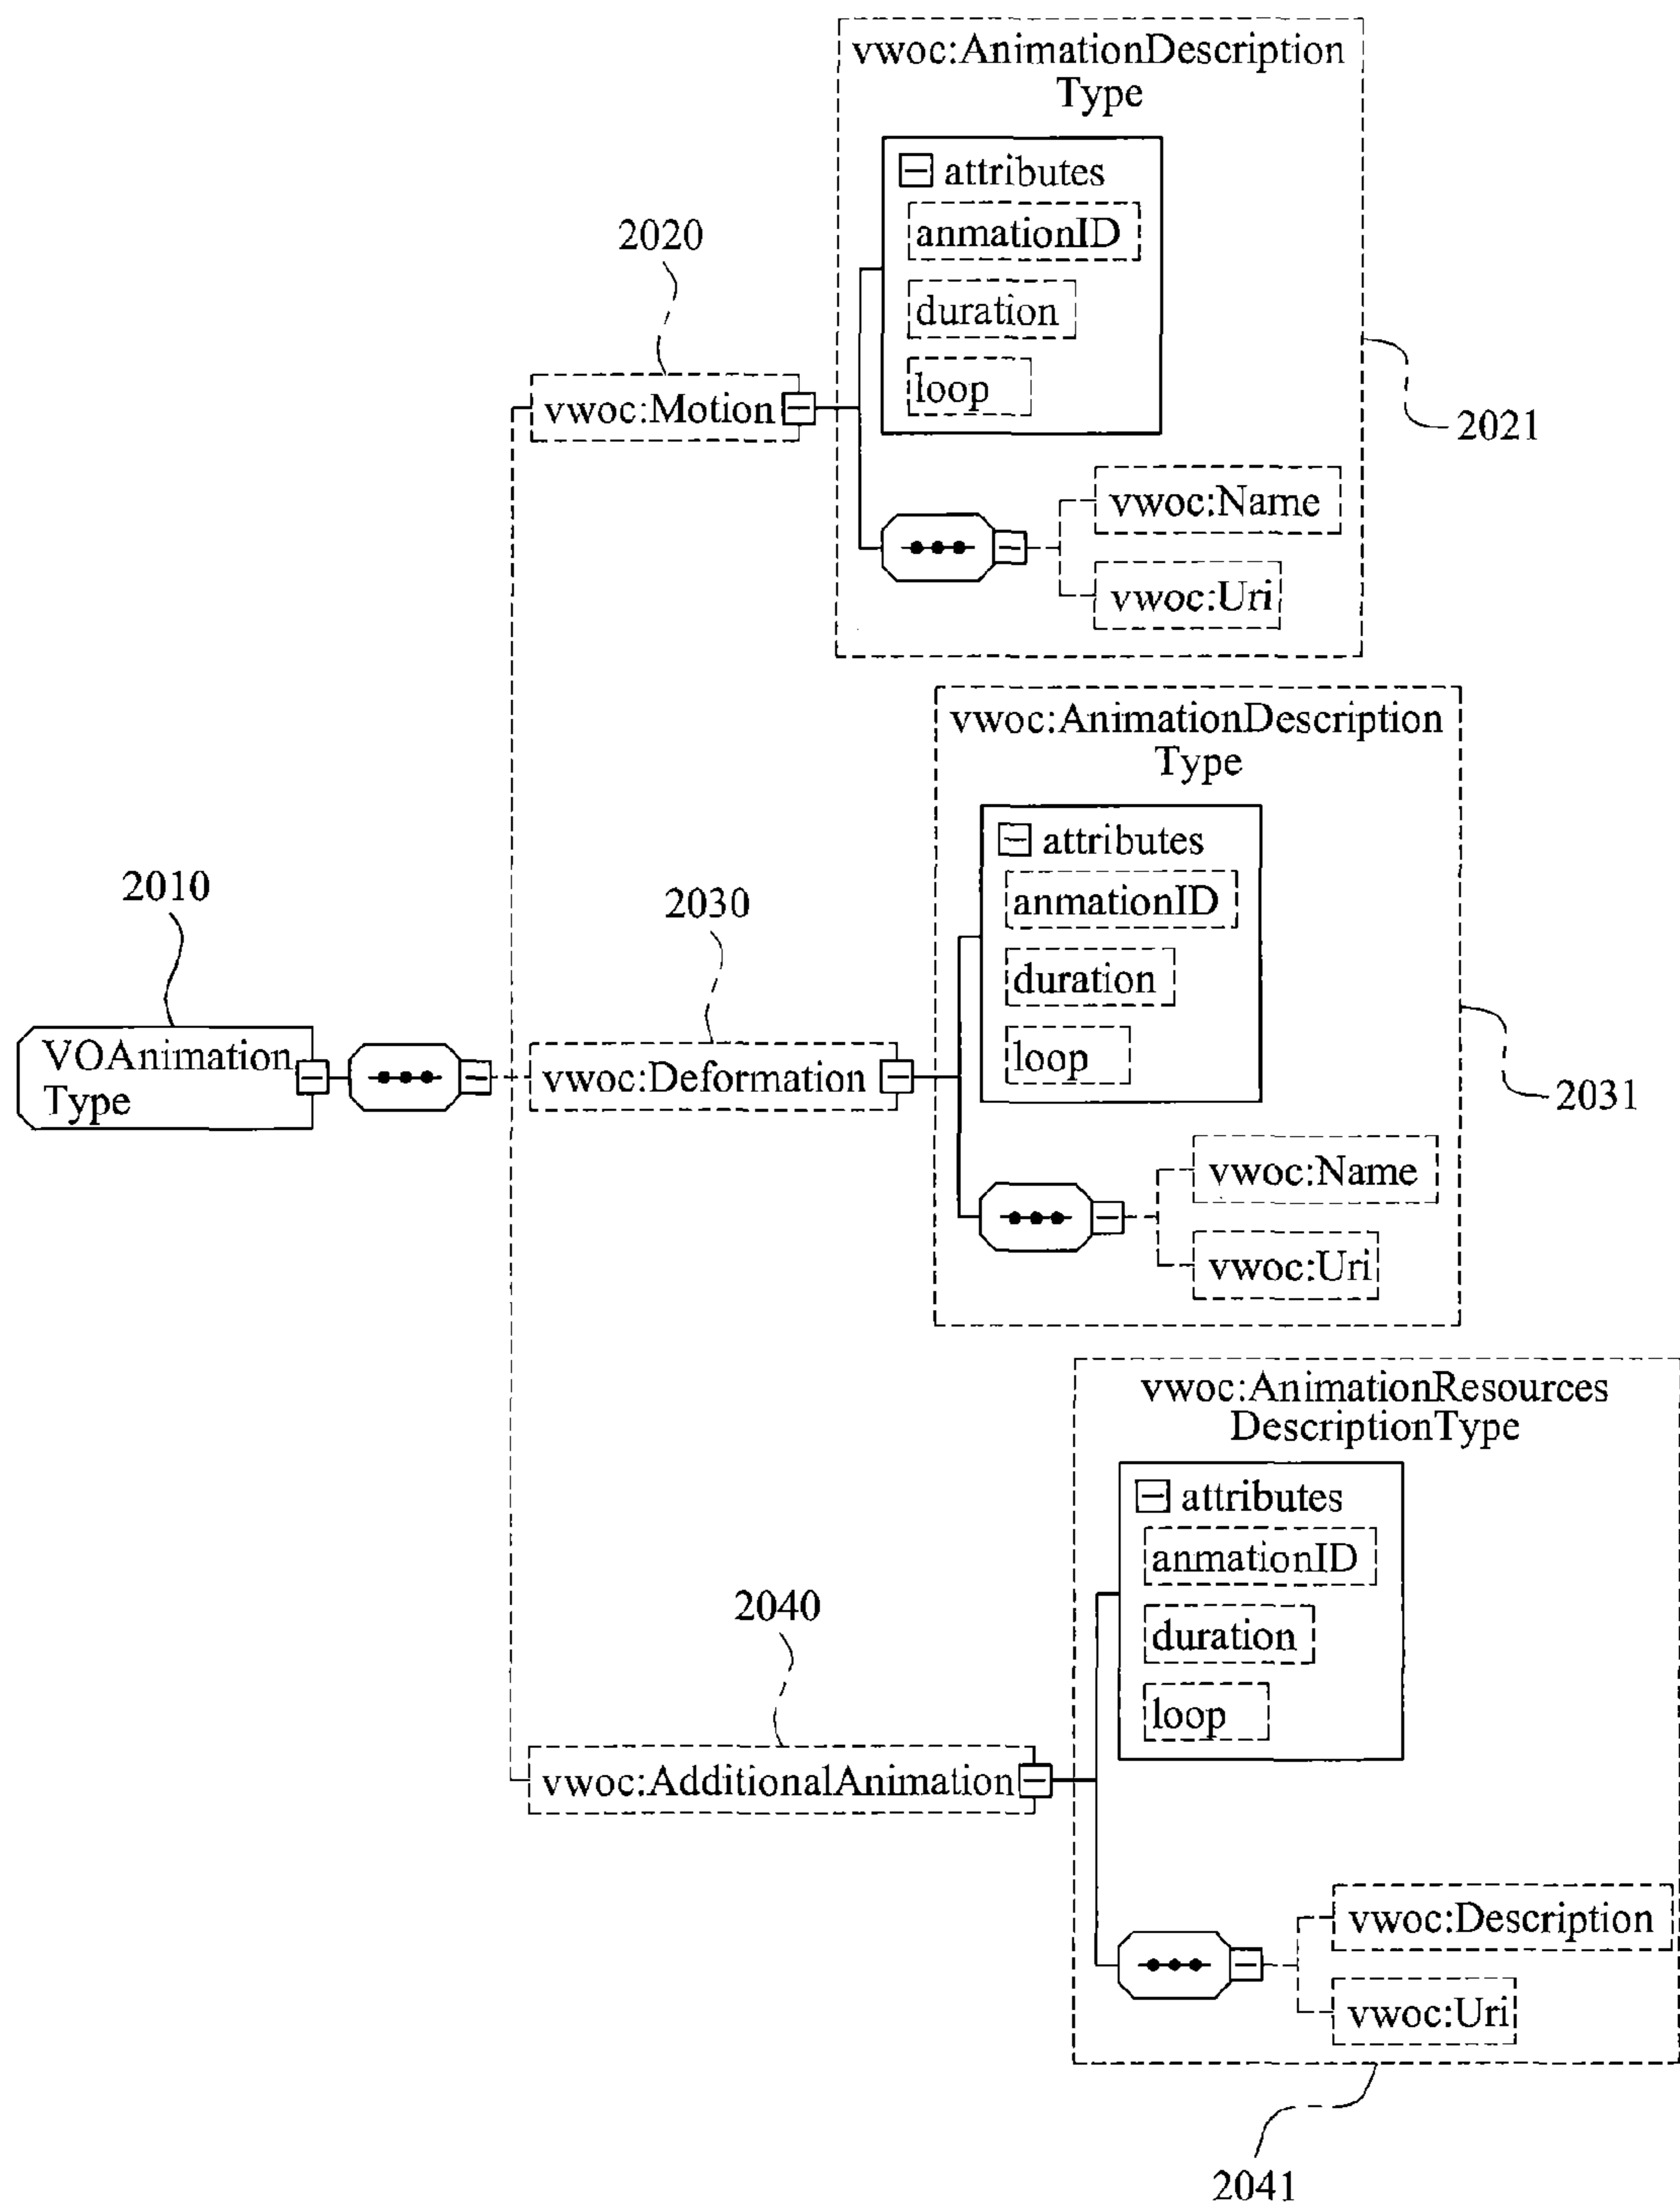 vwoc:AnimationDescription
Type
attributes
anmationID
duration
loop
2020
vwoc:Motion
2021
vwoc:Name
vwoc:Uri
vwoc:AnimationDescription
Type
attributes
anmationID
duration
loop
2010
2030
VOAnimation
Type
vwoc:Deformation
2031
vwoc:Name
vwoc:Uri
vwoc:AnimationResources
DescriptionType
attributes
anmationID
duration
loop
2040
vwoc:AdditionalAnimation
vwoc:Description
vwoc:Uri
2041